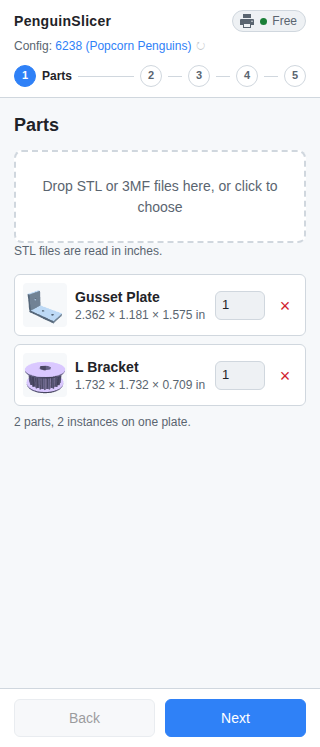 PenguinSlicer
Free
Config: 6238 (Popcorn Penguins)
1 Parts 2 3 4 5
Parts
Drop STL or 3MF files here, or click to
choose
STL files are read in inches.
Gusset Plate
2.362 × 1.181 × 1.575 in
1
×
L Bracket
1.732 × 1.732 × 0.709 in
1
×
2 parts, 2 instances on one plate.
Back
Next